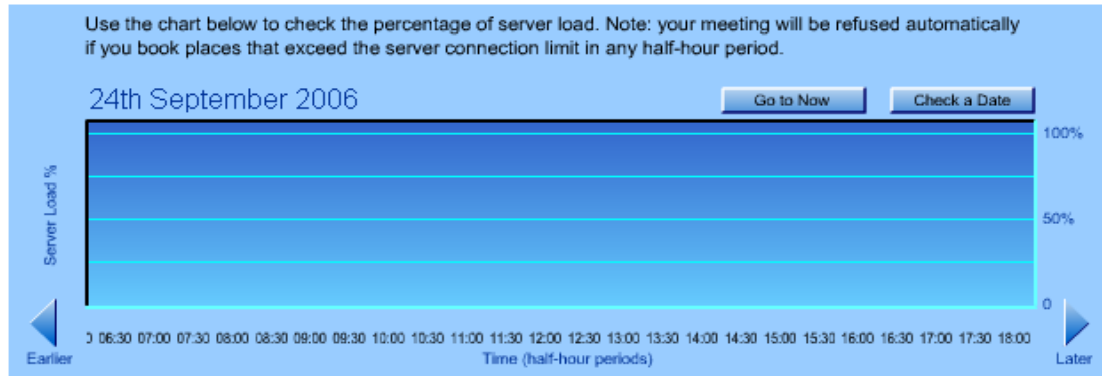 Use the chart below to check the percentage of server load. Note: your meeting will be refused automatically
if you book places that exceed the server connection limit in any half-hour period.
24th September 2006
Go to Now
Check a Date
100%
Server Load %
50%
0
06:30 07:00 07:30 08:00 08:30 09:00 09:30 10:00 10:30 11:00 11:30 12:00 12:30 13:00 13:30 14:00 14:30 15:00 15:30 16:00 16:30 17:00 17:30 18:00
Earlier
Time (half-hour periods)
Later